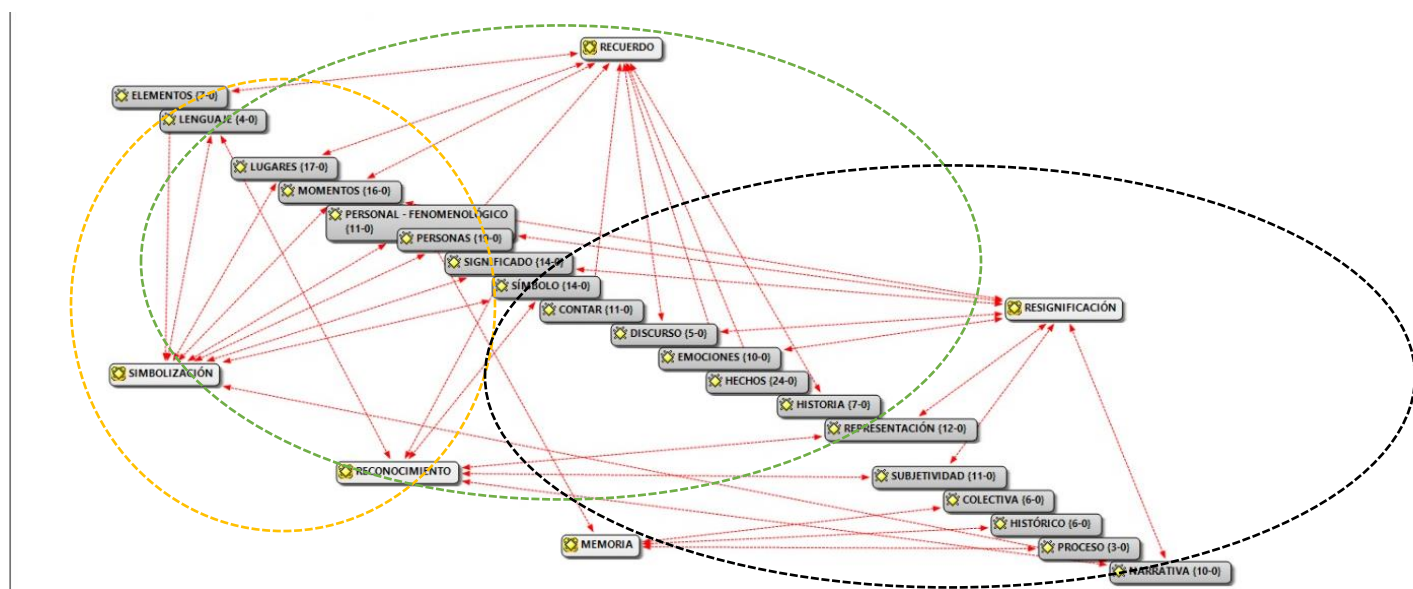 RECUERDO
ELEMENTOS {7-0}
LENGUAJE {4-0}
LUGARES {17-0}
MOMENTOS {16-0}
PERSONAL - FENOMENOLÓGICO
{11-0}
PERSONAS {10-0}
SIGNIFICADO {14-0}
SÍMBOLO {14-0}
CONTAR {11-0}
RESIGNIFICACIÓN
DISCURSO {5-0}
EMOCIONES {10-0}
SIMBOLIZACIÓN
HECHOS {24-0}
HISTORIA {7-0}
REPRESENTACIÓN {12-0}
RECONOCIMIENTO
SUBJETIVIDAD {11-0}
COLECTIVA {6-0}
HISTÓRICO {6-0}
MEMORIA
PROCESO {3-0}
NARRATIVA {10-0}